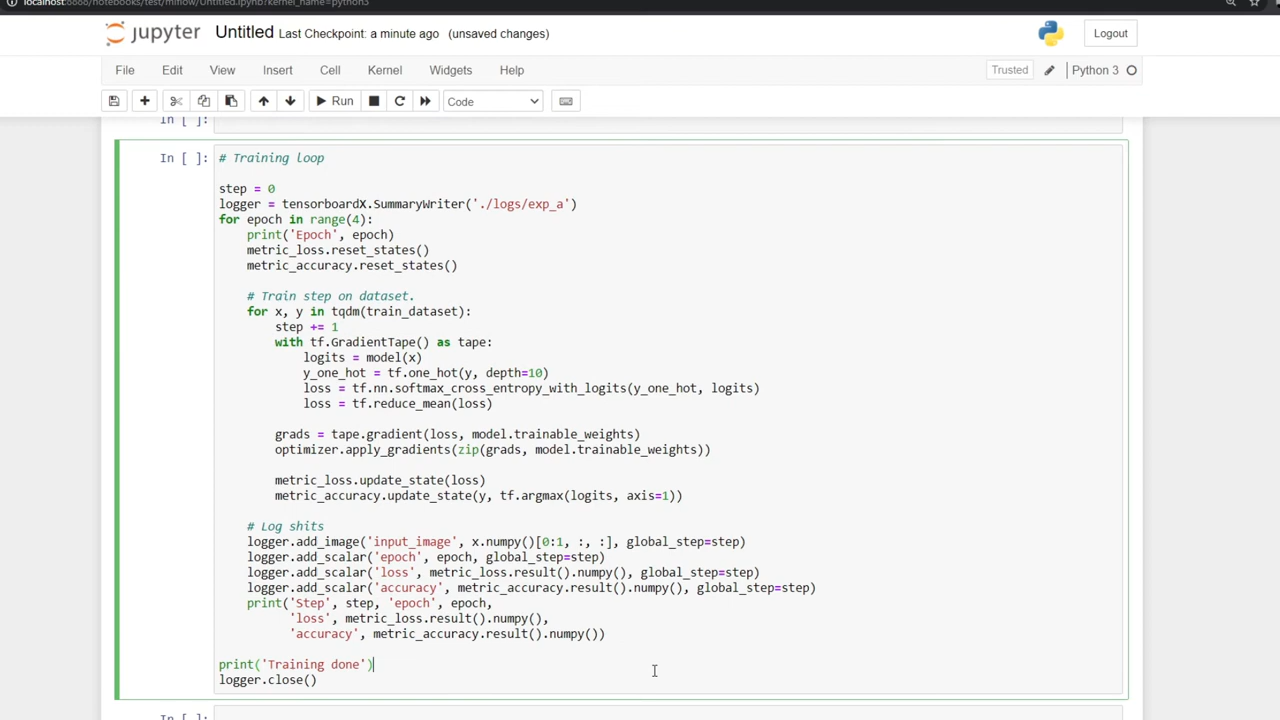 localhost:8888/notebooks/test/mlflow/Untitled.ipynb?kernel_name=python3
jupyter Untitled Last Checkpoint: a minute ago (unsaved changes) Logout
File Edit View Insert Cell Kernel Widgets Help Trusted Python 3
Run Code
In [ ]:
In [ ]: # Training loop
step = 0
logger = tensorboardX.SummaryWriter('./logs/exp_a')
for epoch in range(4):
    print('Epoch', epoch)
    metric_loss.reset_states()
    metric_accuracy.reset_states()
    # Train step on dataset.
    for x, y in tqdm(train_dataset):
        step += 1
        with tf.GradientTape() as tape:
            logits = model(x)
            y_one_hot = tf.one_hot(y, depth=10)
            loss = tf.nn.softmax_cross_entropy_with_logits(y_one_hot, logits)
            loss = tf.reduce_mean(loss)
        grads = tape.gradient(loss, model.trainable_weights)
        optimizer.apply_gradients(zip(grads, model.trainable_weights))
        metric_loss.update_state(loss)
        metric_accuracy.update_state(y, tf.argmax(logits, axis=1))
    # Log shits
    logger.add_image('input_image', x.numpy()[0:1, :, :], global_step=step)
    logger.add_scalar('epoch', epoch, global_step=step)
    logger.add_scalar('loss', metric_loss.result().numpy(), global_step=step)
    logger.add_scalar('accuracy', metric_accuracy.result().numpy(), global_step=step)
    print('Step', step, 'epoch', epoch,
          'loss', metric_loss.result().numpy(),
          'accuracy', metric_accuracy.result().numpy())
print('Training done')
logger.close()
In [ ]: